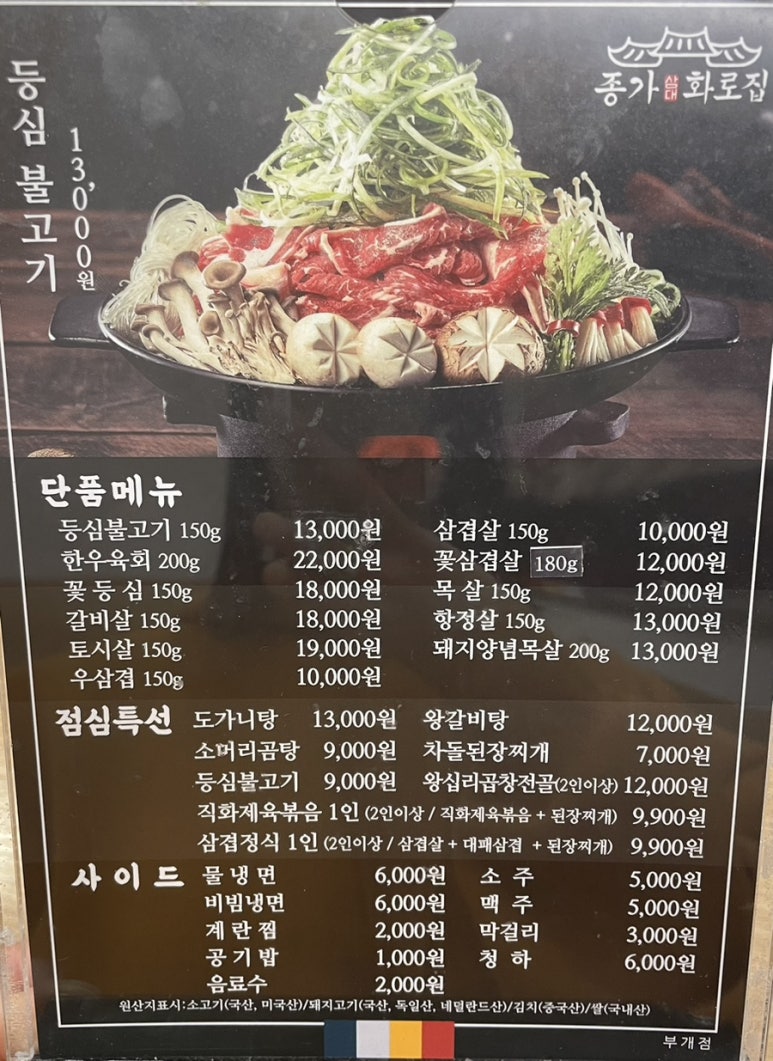 등심 불고기
13,000원
종가 삼대 화로집
단품메뉴
등심불고기 150g 13,000원 삼겹살 150g 10,000원
한우육회 200g 22,000원 꽃삼겹살 180g 12,000원
꽃 등 심 150g 18,000원 목 살 150g 12,000원
갈비살 150g 18,000원 항정살 150g 13,000원
토시살 150g 19,000원 돼지양념목살 200g 13,000원
우삼겹 150g 10,000원
점심특선 도가니탕 13,000원 왕갈비탕 12,000원
소머리곰탕 9,000원 차돌된장찌개 7,000원
등심불고기 9,000원 왕십리곱창전골(2인이상) 12,000원
직화제육볶음 1인 (2인이상 / 직화제육볶음 + 된장찌개) 9,900원
삼겹정식 1인 (2인이상 / 삼겹살 + 대패삼겹 + 된장찌개) 9,900원
사 이 드 물 냉 면 6,000원 소 주 5,000원
비빔냉면 6,000원 맥 주 5,000원
계 란 찜 2,000원 막걸리 3,000원
공 기 밥 1,000원 청 하 6,000원
음료수 2,000원
원산지표시:소고기(국산, 미국산)/돼지고기(국산, 독일산, 네덜란드산)/김치(중국산)/쌀(국내산)
부개점